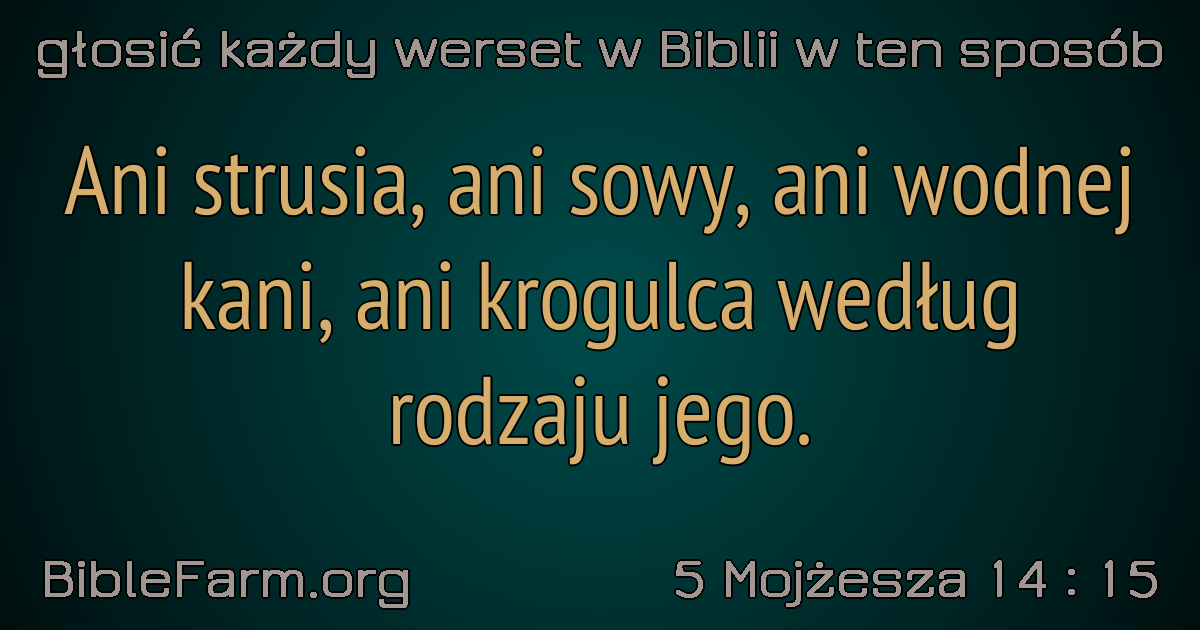 głosić każdy werset w Biblii w ten sposób
Ani strusia, ani sowy, ani wodnej
kani, ani krogulca według
rodzaju jego.
BibleFarm.org
5 Mojżesza 14 : 15